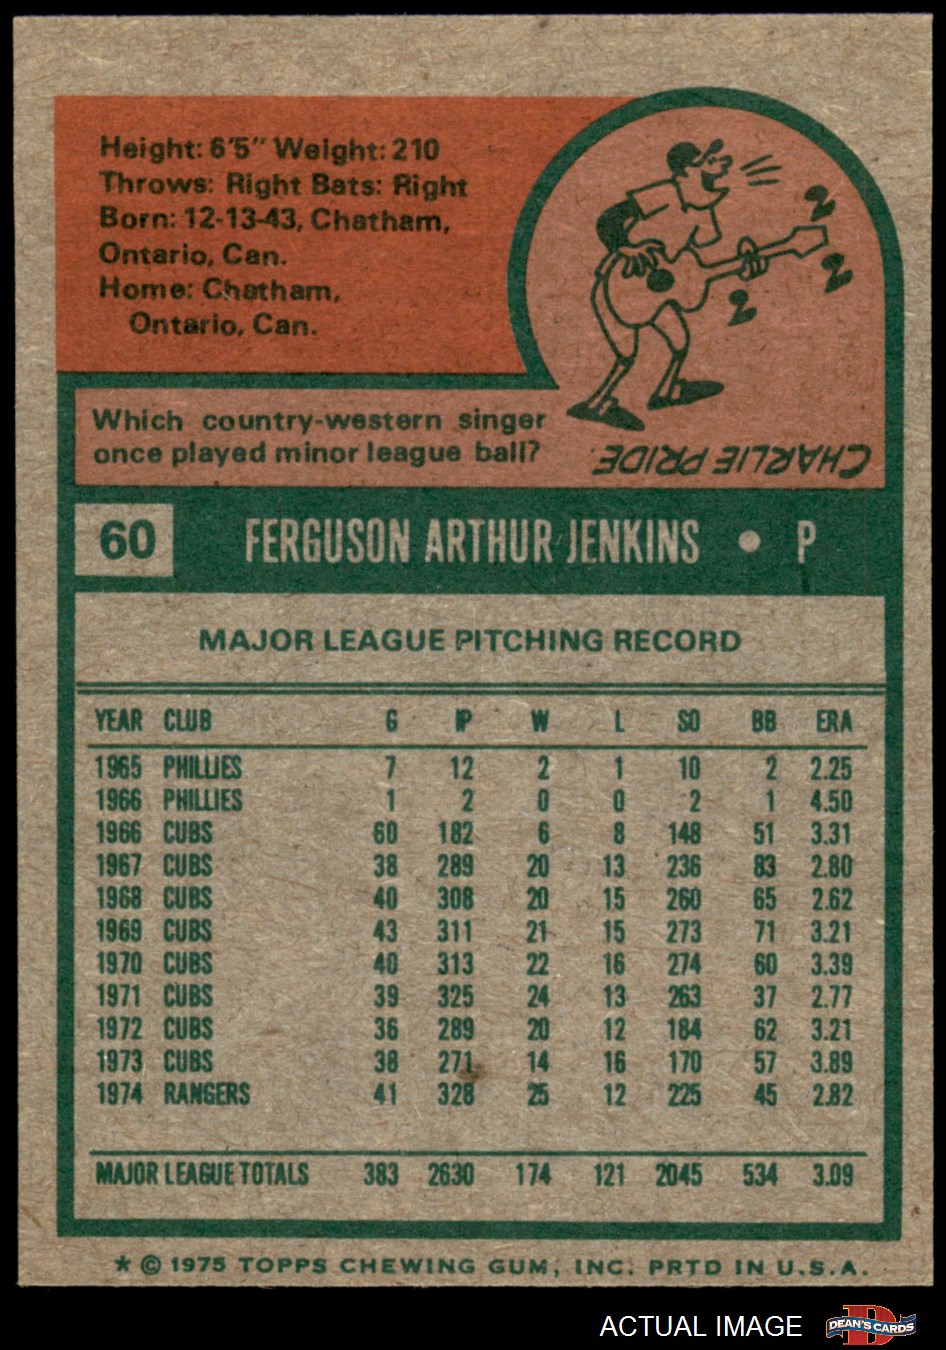 Height: 6'5" Weight: 210
Throws: Right Bats: Right
Born: 12-13-43, Chatham,
Ontario, Can.
Home: Chatham,
Ontario, Can.
Which country-western singer
once played minor league ball?
CHARLIE PRIDE.
60 FERGUSON ARTHUR JENKINS • P
MAJOR LEAGUE PITCHING RECORD
YEAR CLUB G IP W L SO BB ERA
1965 PHILLIES 7 12 2 1 10 2 2.25
1966 PHILLIES 1 2 0 0 2 1 4.50
1966 CUBS 60 182 6 8 148 51 3.31
1967 CUBS 38 289 20 13 236 83 2.80
1968 CUBS 40 308 20 15 260 65 2.62
1969 CUBS 43 311 21 15 273 71 3.21
1970 CUBS 40 313 22 16 274 60 3.39
1971 CUBS 39 325 24 13 263 37 2.77
1972 CUBS 36 289 20 12 184 62 3.21
1973 CUBS 38 271 14 16 170 57 3.89
1974 RANGERS 41 328 25 12 225 45 2.82
MAJOR LEAGUE TOTALS 383 2630 174 121 2045 534 3.09
* © 1975 TOPPS CHEWING GUM, INC. PRTD IN U.S.A.
ACTUAL IMAGE DEAN'S CARDS